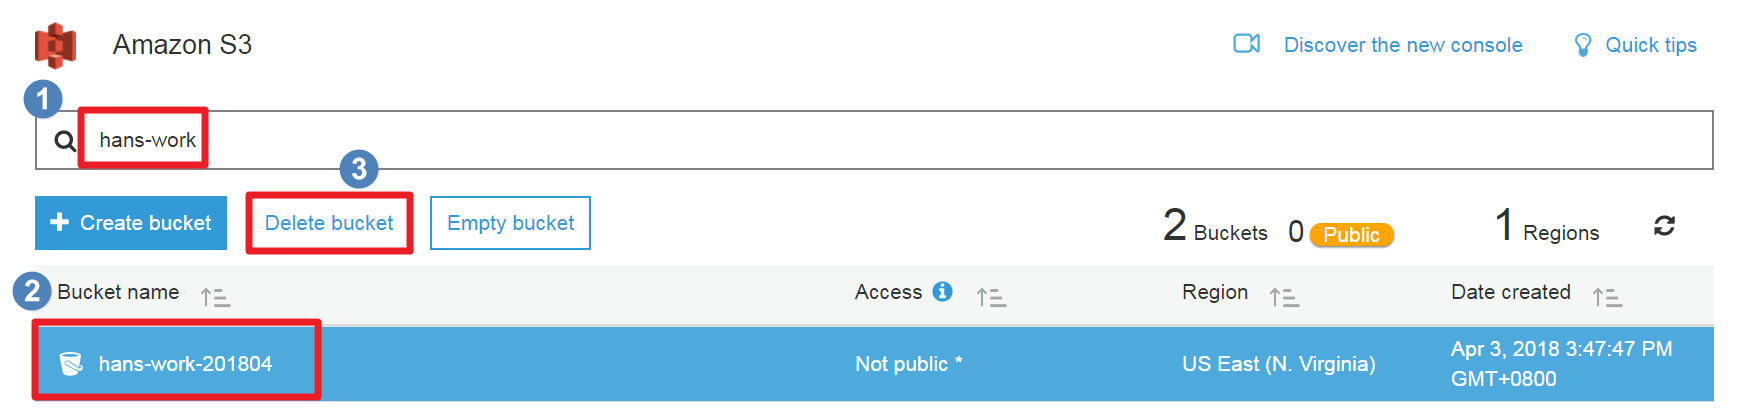 Amazon S3
Discover the new console
Quick tips
1
hans-work
3
Create bucket
Delete bucket
Empty bucket
2 Buckets
0 Public
1 Regions
2
Bucket name
Access
Region
Date created
hans-work-201804
Not public *
US East (N. Virginia)
Apr 3, 2018 3:47:47 PM
GMT+0800